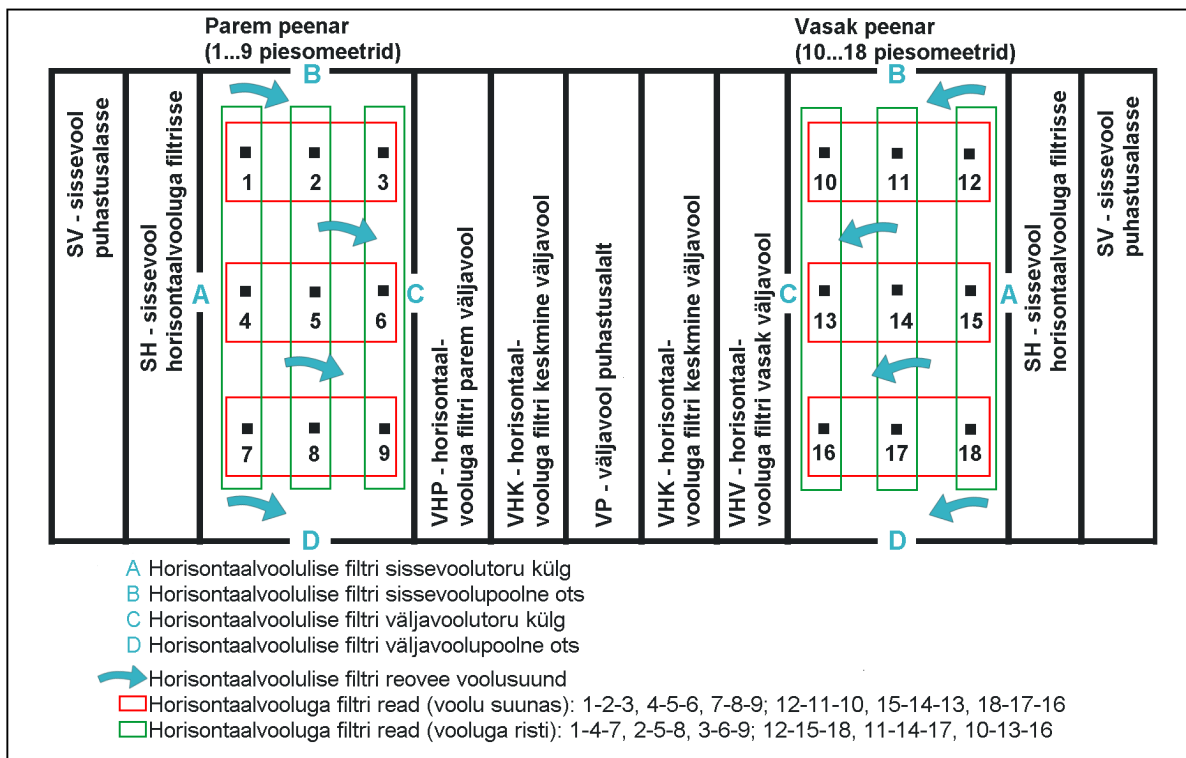 Parem peenar
(1...9 piesomeetrid)
Vasak peenar
(10...18 piesomeetrid)
B
B
SV - sissevool
puhastusalasse
SH - sissevool
horisontaalvooluga filtrisse
1
2
3
4
5
6
7
8
9
A
C
D
VHP - horisontaal-
vooluga filtri parem väljavool
VHK - horisontaal-
vooluga filtri keskmine väljavool
VP - väljavool puhastusalalt
VHK - horisontaal-
vooluga filtri keskmine väljavool
VHV - horisontaal-
vooluga filtri vasak väljavool
10
11
12
13
14
15
16
17
18
C
A
D
SH - sissevool
horisontaalvooluga filtrisse
SV - sissevool
puhastusalasse
A Horisontaalvoolulise filtri sissevoolutoru külg
B Horisontaalvoolulise filtri sissevoolupoolne ots
C Horisontaalvoolulise filtri väljavoolutoru külg
D Horisontaalvoolulise filtri väljavoolupoolne ots
Horisontaalvoolulise filtri reovee voolusuund
Horisontaalvooluga filtri read (voolu suunas): 1-2-3, 4-5-6, 7-8-9; 12-11-10, 15-14-13, 18-17-16
Horisontaalvooluga filtri read (vooluga risti): 1-4-7, 2-5-8, 3-6-9; 12-15-18, 11-14-17, 10-13-16